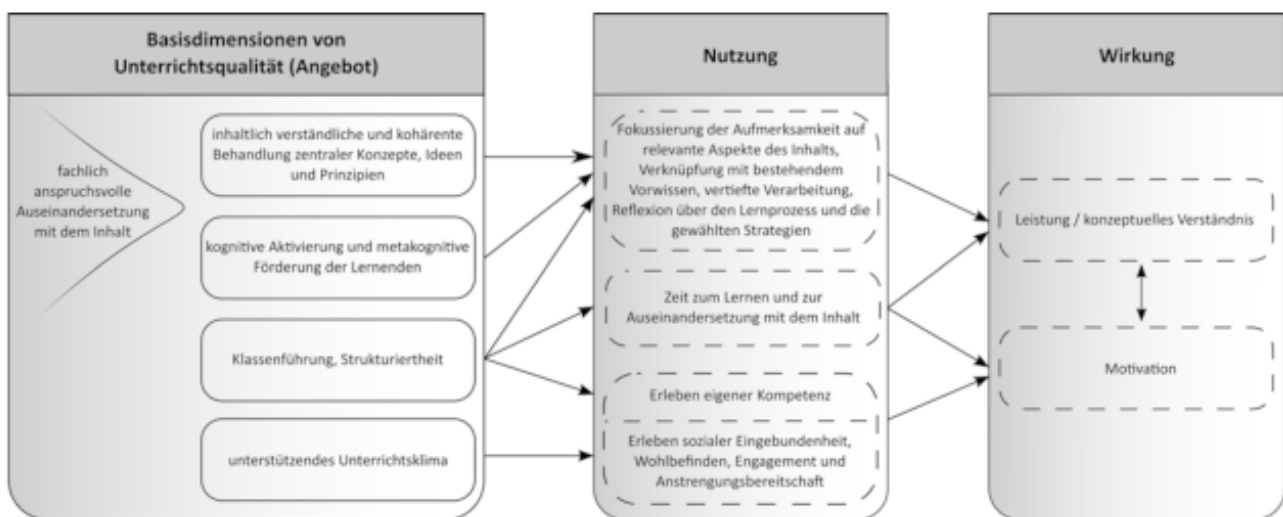 Basisdimensionen von
Unterrichtsqualität (Angebot)
fachlich
anspruchsvolle
Auseinandersetzung
mit dem Inhalt
inhaltlich verständliche und kohärente
Behandlung zentraler Konzepte, Ideen
und Prinzipien
kognitive Aktivierung und metakognitive
Förderung der Lernenden
Klassenführung, Strukturiertheit
unterstützendes Unterrichtsklima
Nutzung
Fokussierung der Aufmerksamkeit auf
relevante Aspekte des Inhalts,
Verknüpfung mit bestehendem
Vorwissen, vertiefte Verarbeitung,
Reflexion über den Lernprozess und die
gewählten Strategien
Zeit zum Lernen und zur
Auseinandersetzung mit dem Inhalt
Erleben eigener Kompetenz
Erleben sozialer Eingebundenheit,
Wohlbefinden, Engagement und
Anstrengungsbereitschaft
Wirkung
Leistung / konzeptuelles Verständnis
Motivation